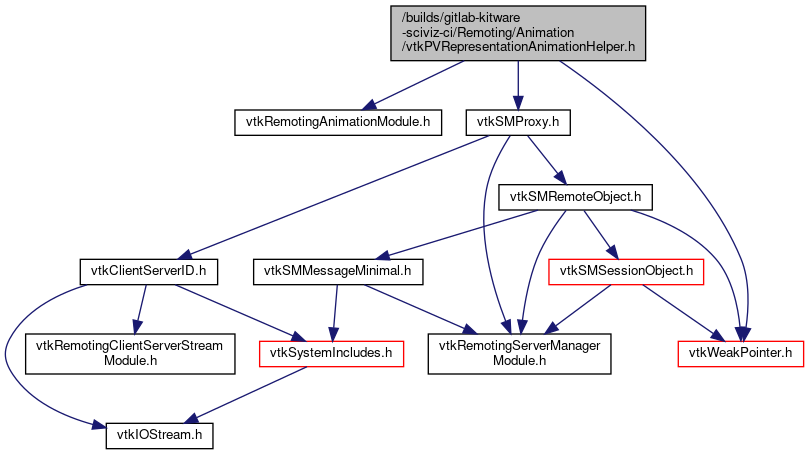 /builds/gitlab-kitware
-sciviz-ci/Remoting/Animation
/vtkPVRepresentationAnimationHelper.h
vtkRemotingAnimationModule.h
vtkSMProxy.h
vtkSMRemoteObject.h
vtkClientServerID.h
vtkSMMessageMinimal.h
vtkSMSessionObject.h
vtkRemotingClientServerStream
Module.h
vtkSystemIncludes.h
vtkRemotingServerManager
Module.h
vtkWeakPointer.h
vtkIOStream.h